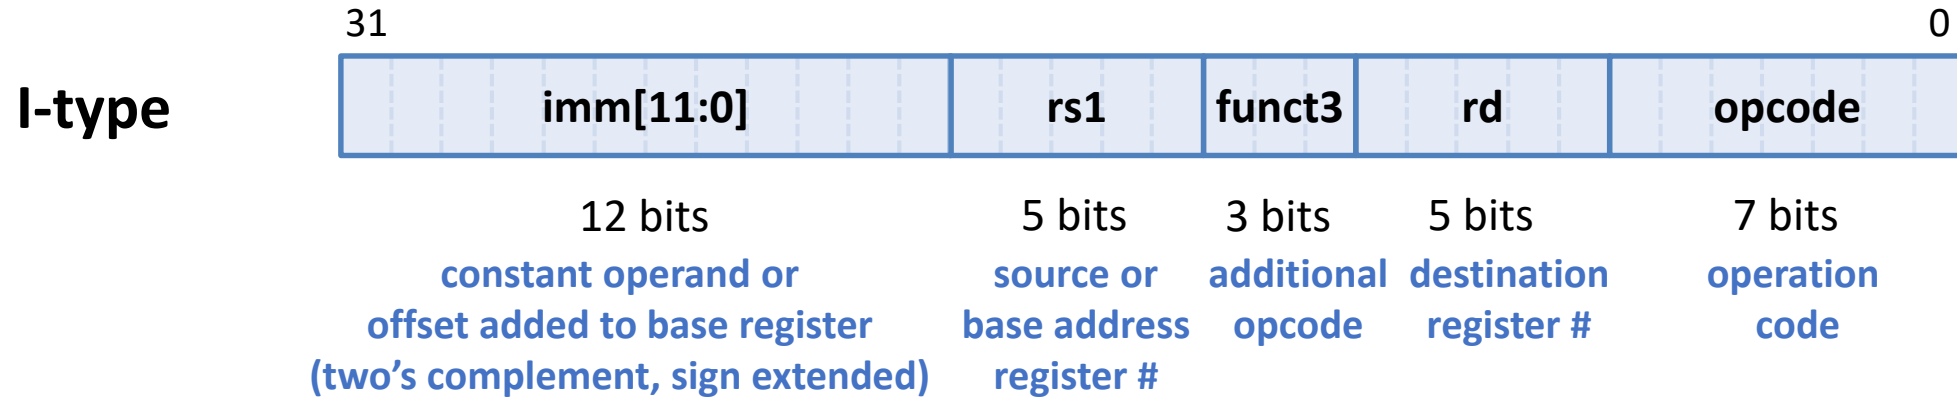 31 0
I-type imm[11:0] rs1 funct3 rd opcode
12 bits 5 bits 3 bits 5 bits 7 bits
constant operand or source or additional destination operation
offset added to base register base address opcode register # code
(two’s complement, sign extended) register #